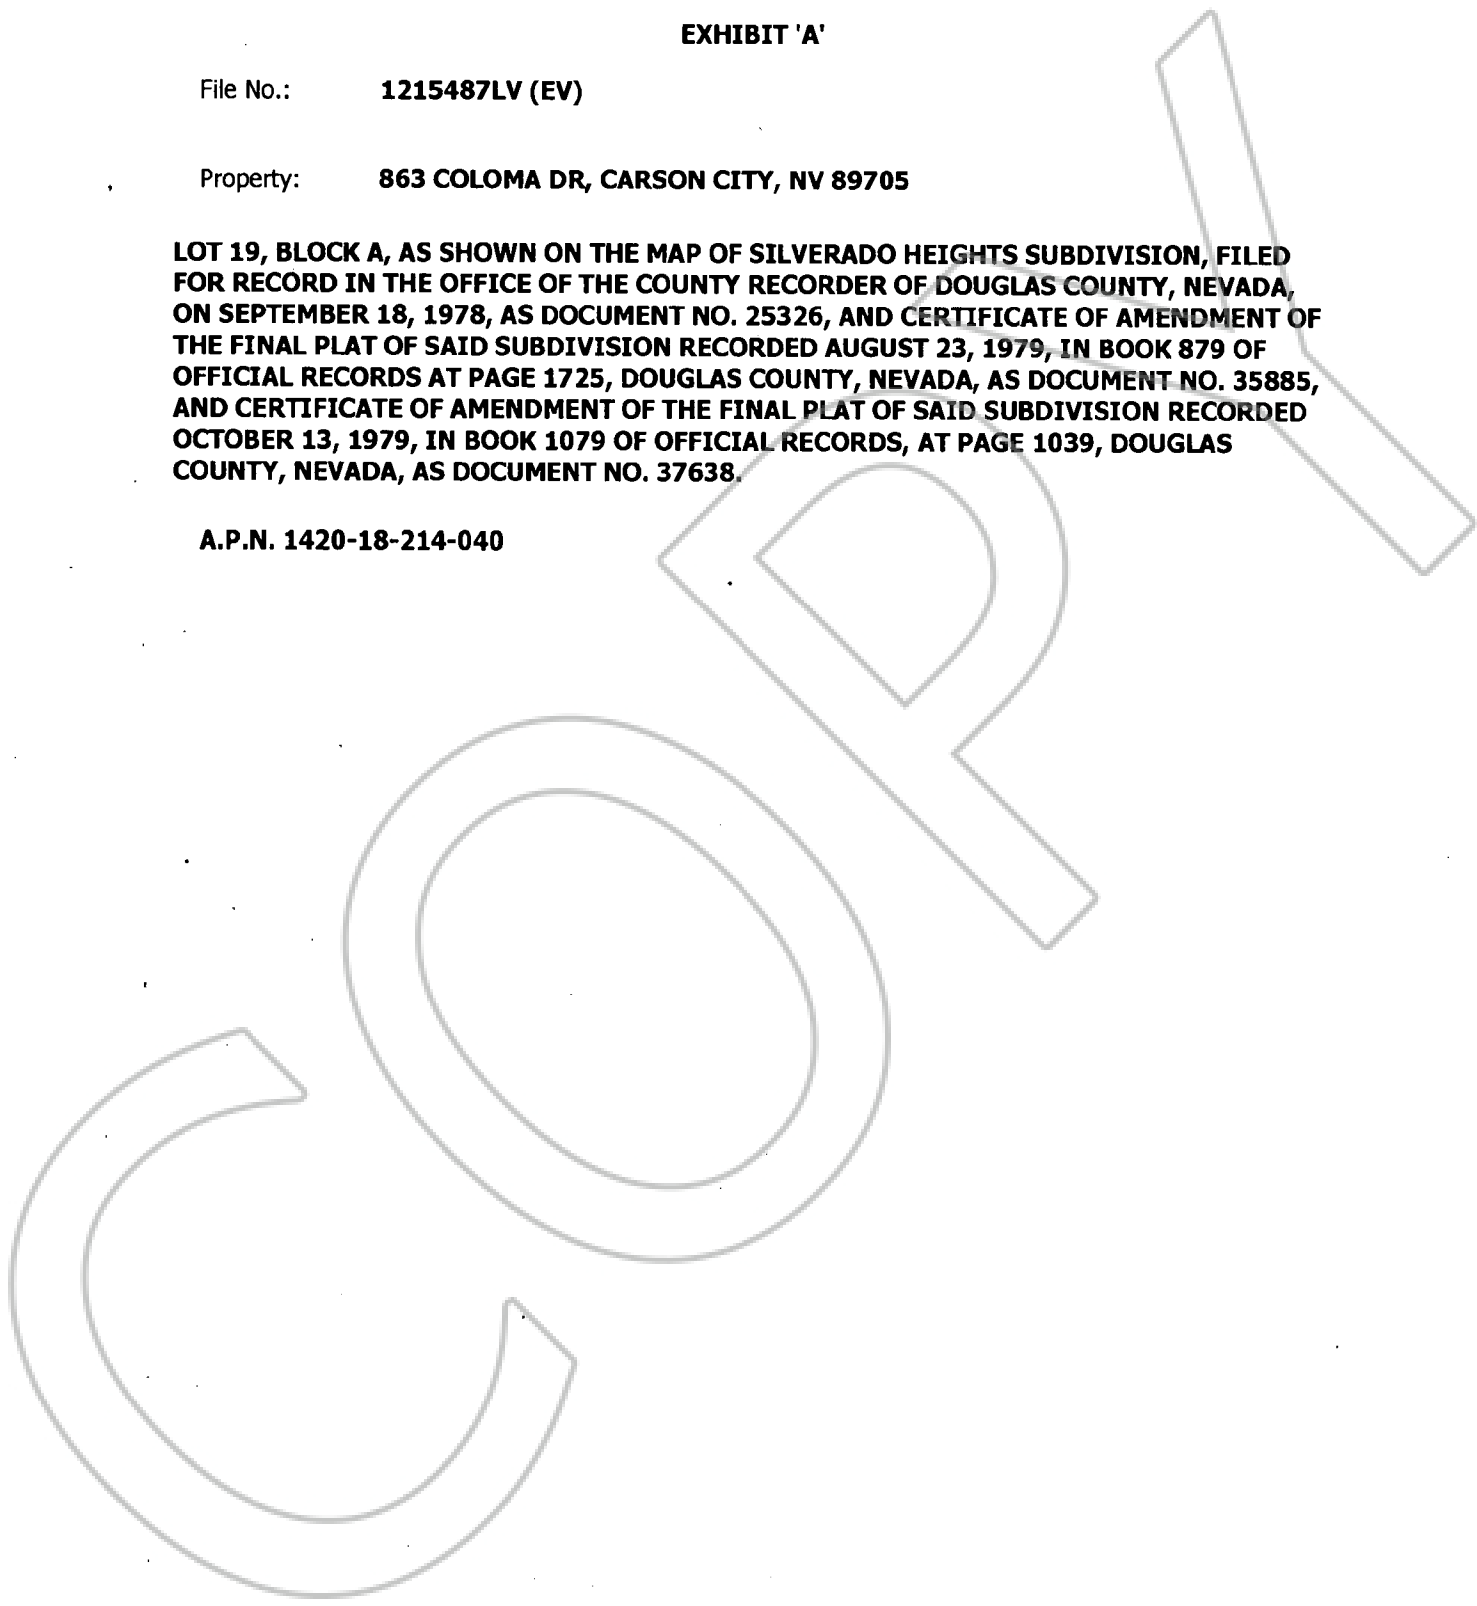 EXHIBIT 'A'
File No.: 1215487LV (EV)
Property: 863 COLOMA DR, CARSON CITY, NV 89705
LOT 19, BLOCK A, AS SHOWN ON THE MAP OF SILVERADO HEIGHTS SUBDIVISION, FILED
FOR RECORD IN THE OFFICE OF THE COUNTY RECORDER OF DOUGLAS COUNTY, NEVADA,
ON SEPTEMBER 18, 1978, AS DOCUMENT NO. 25326, AND CERTIFICATE OF AMENDMENT OF
THE FINAL PLAT OF SAID SUBDIVISION RECORDED AUGUST 23, 1979, IN BOOK 879 OF
OFFICIAL RECORDS AT PAGE 1725, DOUGLAS COUNTY, NEVADA, AS DOCUMENT NO. 35885,
AND CERTIFICATE OF AMENDMENT OF THE FINAL PLAT OF SAID SUBDIVISION RECORDED
OCTOBER 13, 1979, IN BOOK 1079 OF OFFICIAL RECORDS, AT PAGE 1039, DOUGLAS
COUNTY, NEVADA, AS DOCUMENT NO. 37638.
A.P.N. 1420-18-214-040
COPY